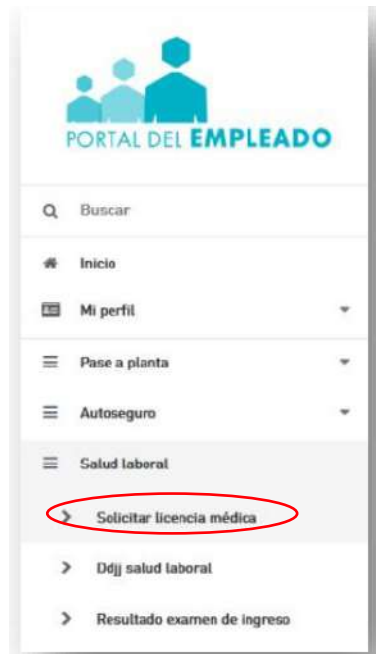 PORTAL DEL EMPLEADO
Buscar
Inicio
Mi perfil
Pase a planta
Autoseguro
Salud laboral
Solicitar licencia médica
Ddjj salud laboral
Resultado examen de ingreso